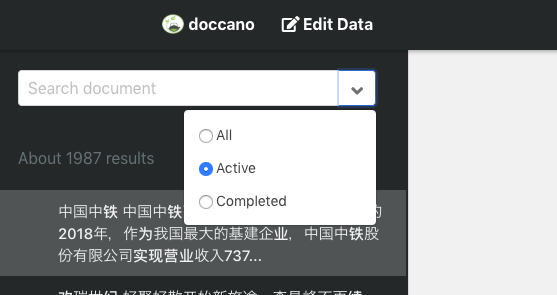 doccano
Edit Data
Search document
All
About 1987 results
Active
Completed
中国中铁 中国中铁 的
2018年，作为我国最大的基建企业，中国中铁股
份有限公司实现营业收入737...